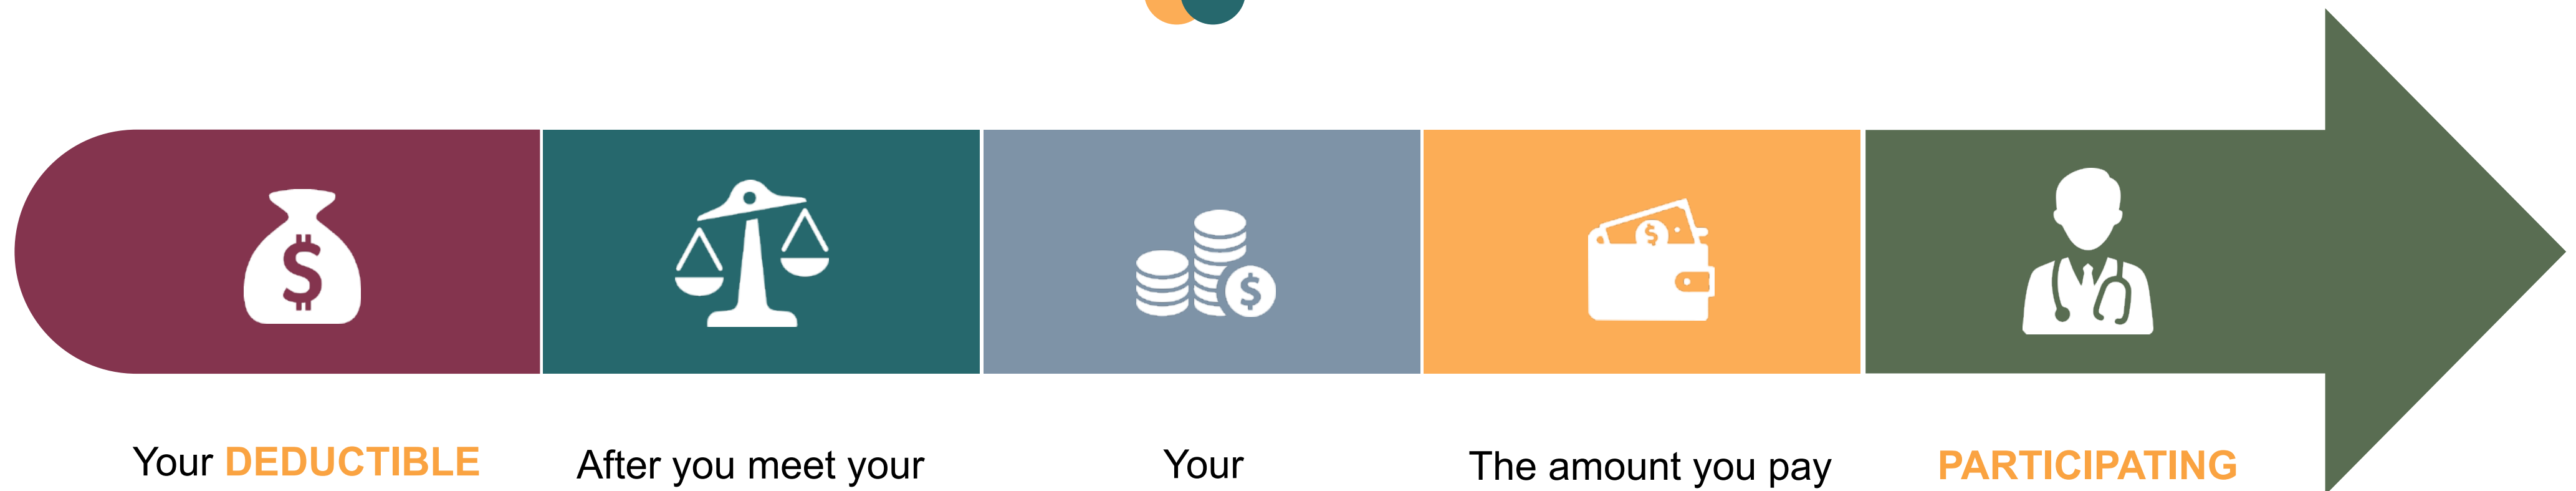 $
$
$
Your DEDUCTIBLE
After you meet your
Your
The amount you pay
PARTICIPATING